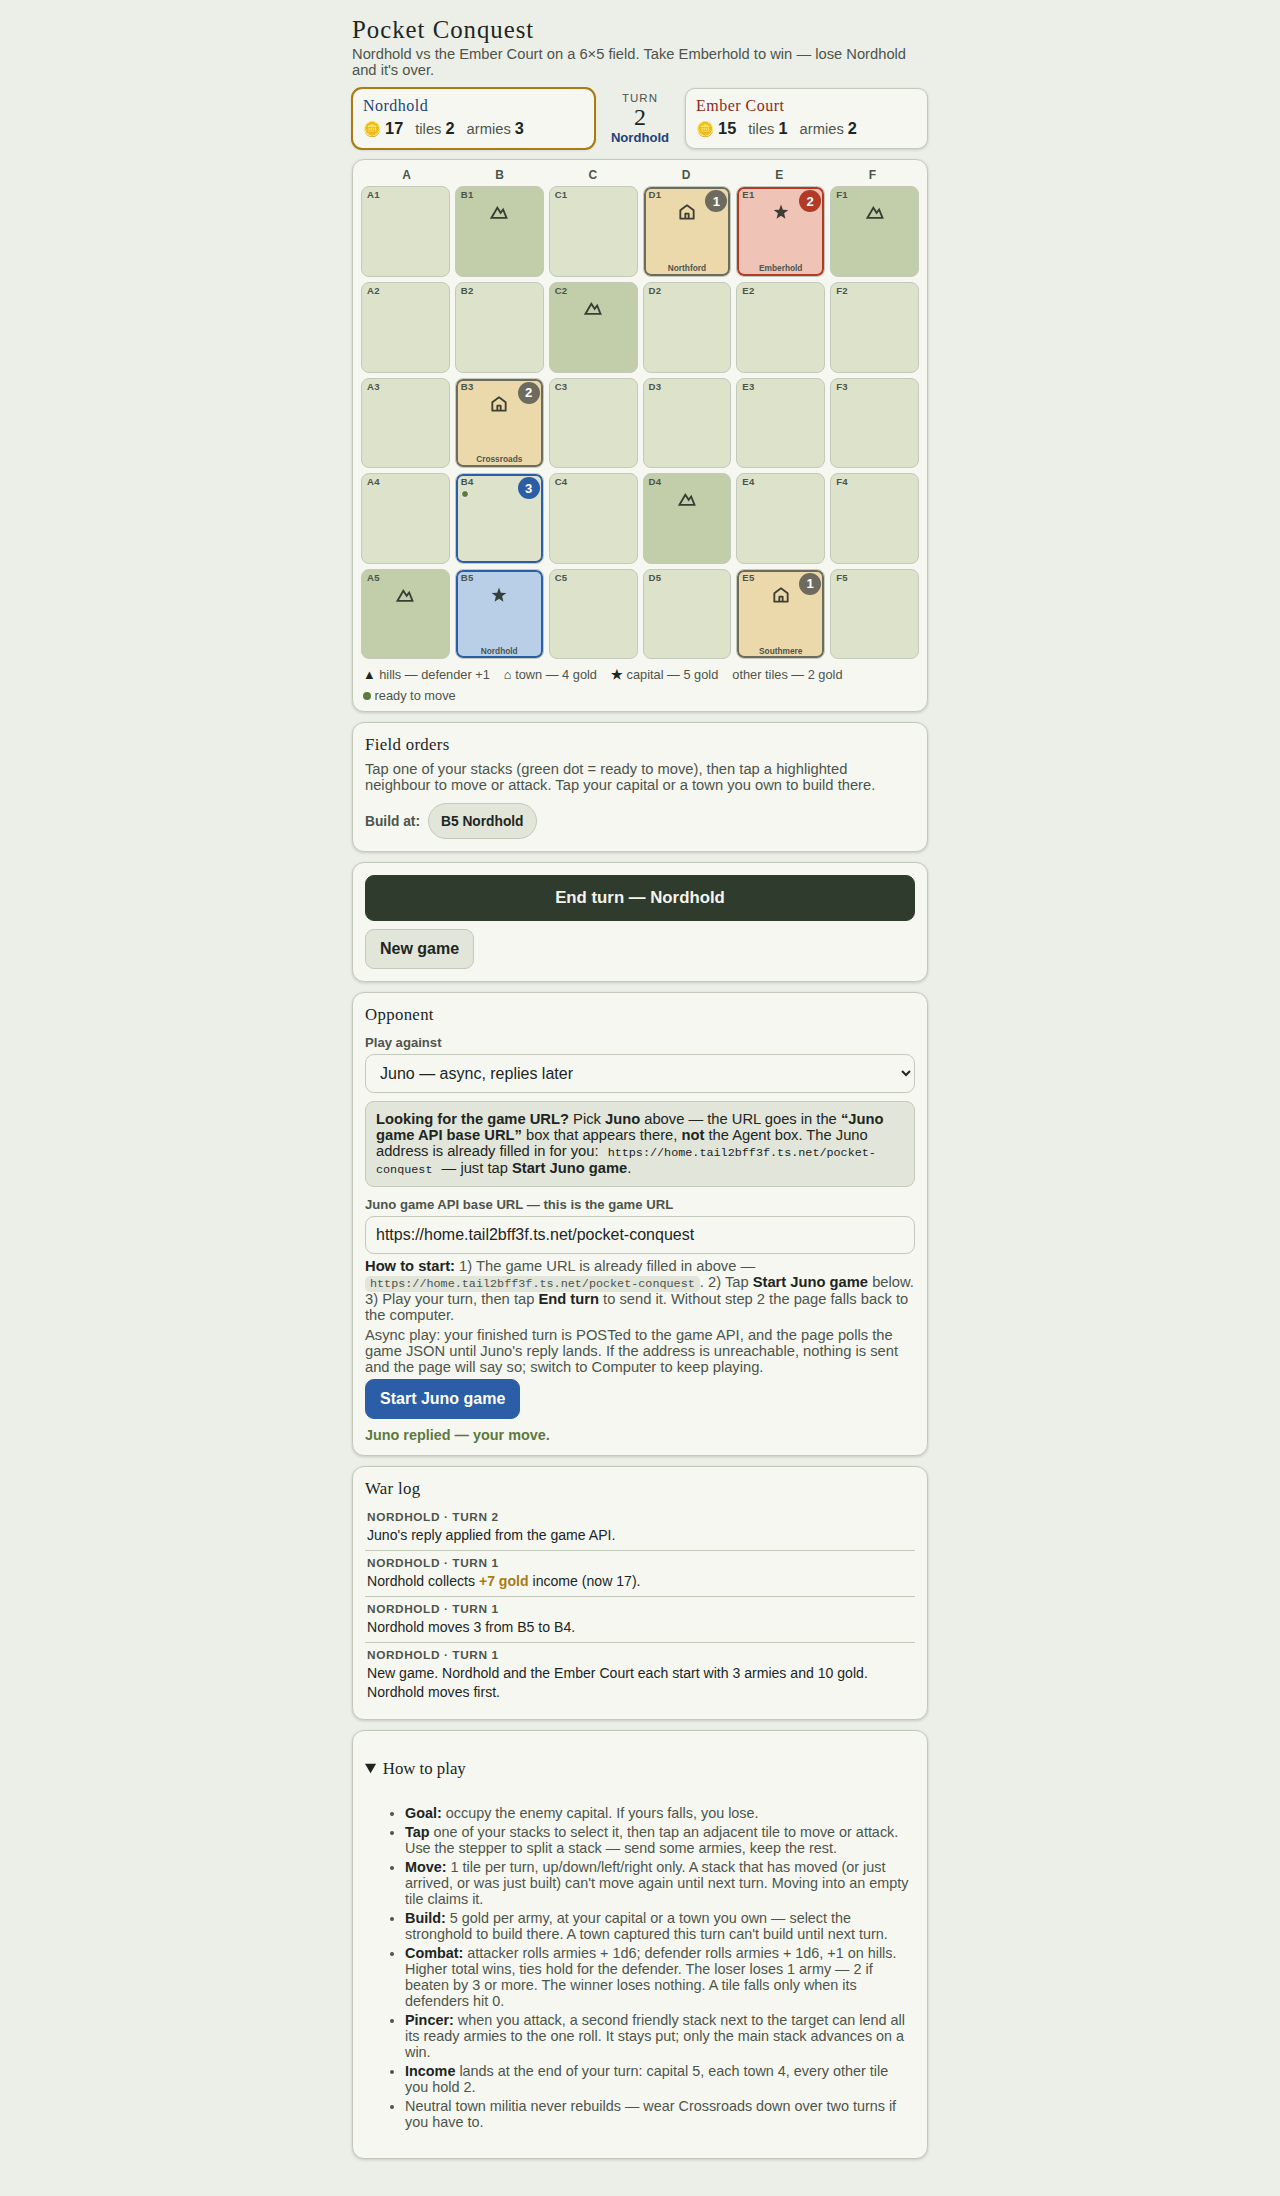 Pocket Conquest
Nordhold vs the Ember Court on a 6×5 field. Take Emberhold to win — lose Nordhold
and it's over.
Nordhold
🪙 17 tiles 2 armies 3
TURN
2
Nordhold
Ember Court
🪙 15 tiles 1 armies 2
A B C D E F
A1 B1 C1 D1 1 E1 2 F1
Northford Emberhold
A2 B2 C2 D2 E2 F2
A3 B3 2 C3 D3 E3 F3
Crossroads
A4 B4 3 C4 D4 E4 F4
A5 B5 C5 D5 E5 1 F5
Nordhold Southmere
▲ hills — defender +1 ⌂ town — 4 gold ★ capital — 5 gold other tiles — 2 gold
ready to move
Field orders
Tap one of your stacks (green dot = ready to move), then tap a highlighted
neighbour to move or attack. Tap your capital or a town you own to build there.
Build at: B5 Nordhold
End turn — Nordhold
New game
Opponent
Play against
Juno — async, replies later
Looking for the game URL? Pick Juno above — the URL goes in the “Juno
game API base URL” box that appears there, not the Agent box. The Juno
address is already filled in for you: https://home.tail2bff3f.ts.net/pocket-
conquest — just tap Start Juno game.
Juno game API base URL — this is the game URL
https://home.tail2bff3f.ts.net/pocket-conquest
How to start: 1) The game URL is already filled in above —
https://home.tail2bff3f.ts.net/pocket-conquest. 2) Tap Start Juno game below.
3) Play your turn, then tap End turn to send it. Without step 2 the page falls back to
the computer.
Async play: your finished turn is POSTed to the game API, and the page polls the
game JSON until Juno's reply lands. If the address is unreachable, nothing is sent
and the page will say so; switch to Computer to keep playing.
Start Juno game
Juno replied — your move.
War log
NORDHOLD · TURN 2
Juno's reply applied from the game API.
NORDHOLD · TURN 1
Nordhold collects +7 gold income (now 17).
NORDHOLD · TURN 1
Nordhold moves 3 from B5 to B4.
NORDHOLD · TURN 1
New game. Nordhold and the Ember Court each start with 3 armies and 10 gold.
Nordhold moves first.
▼ How to play
• Goal: occupy the enemy capital. If yours falls, you lose.
• Tap one of your stacks to select it, then tap an adjacent tile to move or attack.
Use the stepper to split a stack — send some armies, keep the rest.
• Move: 1 tile per turn, up/down/left/right only. A stack that has moved (or just
arrived, or was just built) can't move again until next turn. Moving into an empty
tile claims it.
• Build: 5 gold per army, at your capital or a town you own — select the
stronghold to build there. A town captured this turn can't build until next turn.
• Combat: attacker rolls armies + 1d6; defender rolls armies + 1d6, +1 on hills.
Higher total wins, ties hold for the defender. The loser loses 1 army — 2 if
beaten by 3 or more. The winner loses nothing. A tile falls only when its
defenders hit 0.
• Pincer: when you attack, a second friendly stack next to the target can lend all
its ready armies to the one roll. It stays put; only the main stack advances on a
win.
• Income lands at the end of your turn: capital 5, each town 4, every other tile
you hold 2.
• Neutral town militia never rebuilds — wear Crossroads down over two turns if
you have to.